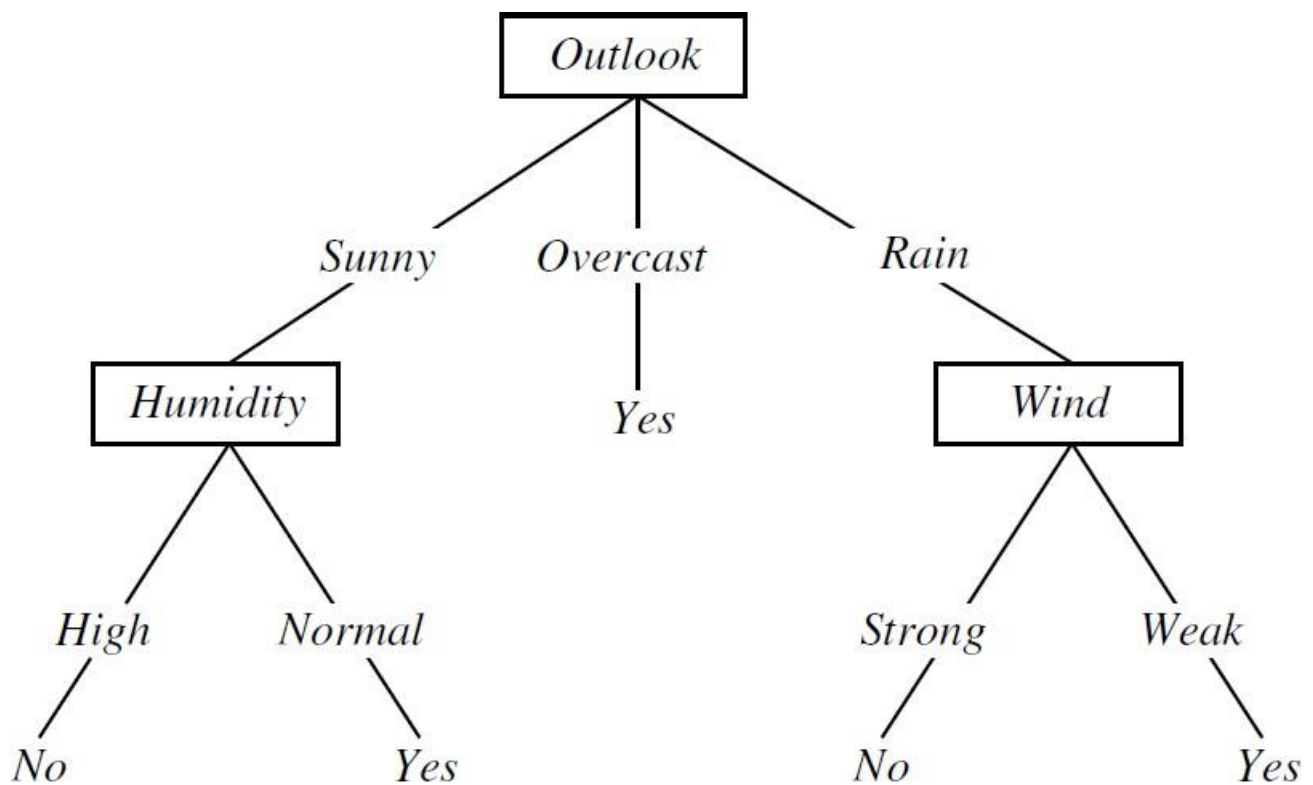 Outlook
Sunny Overcast Rain
Humidity Yes Wind
High Normal Strong Weak
No Yes No Yes